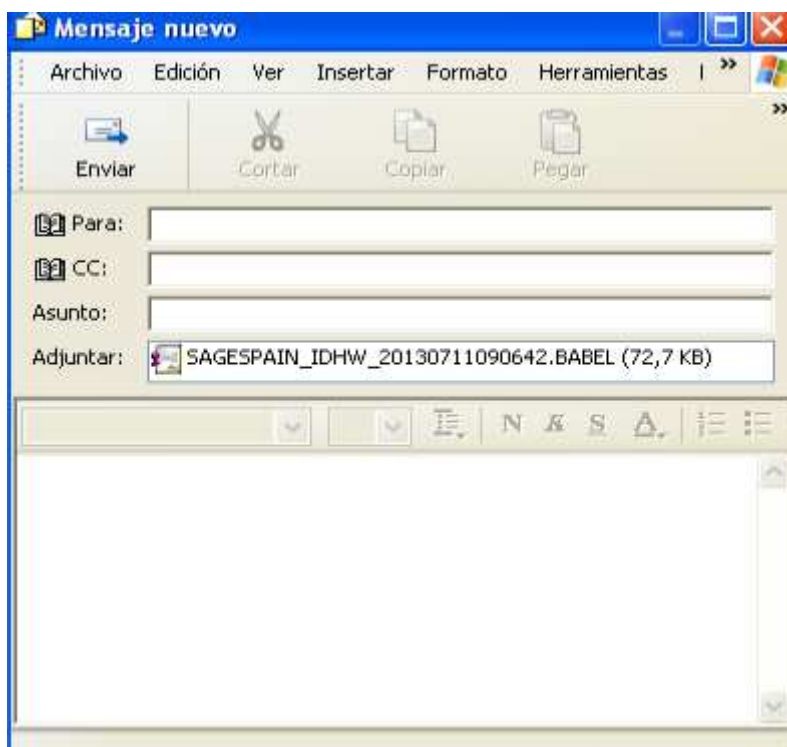 Mensaje nuevo
Archivo Edición Ver Insertar Formato Herramientas
Enviar Cortar Copiar Pegar
Para:
CC:
Asunto:
Adjuntar: SAGESPAIN_IDHW_20130711090642.BABEL (72,7 KB)
N K S A